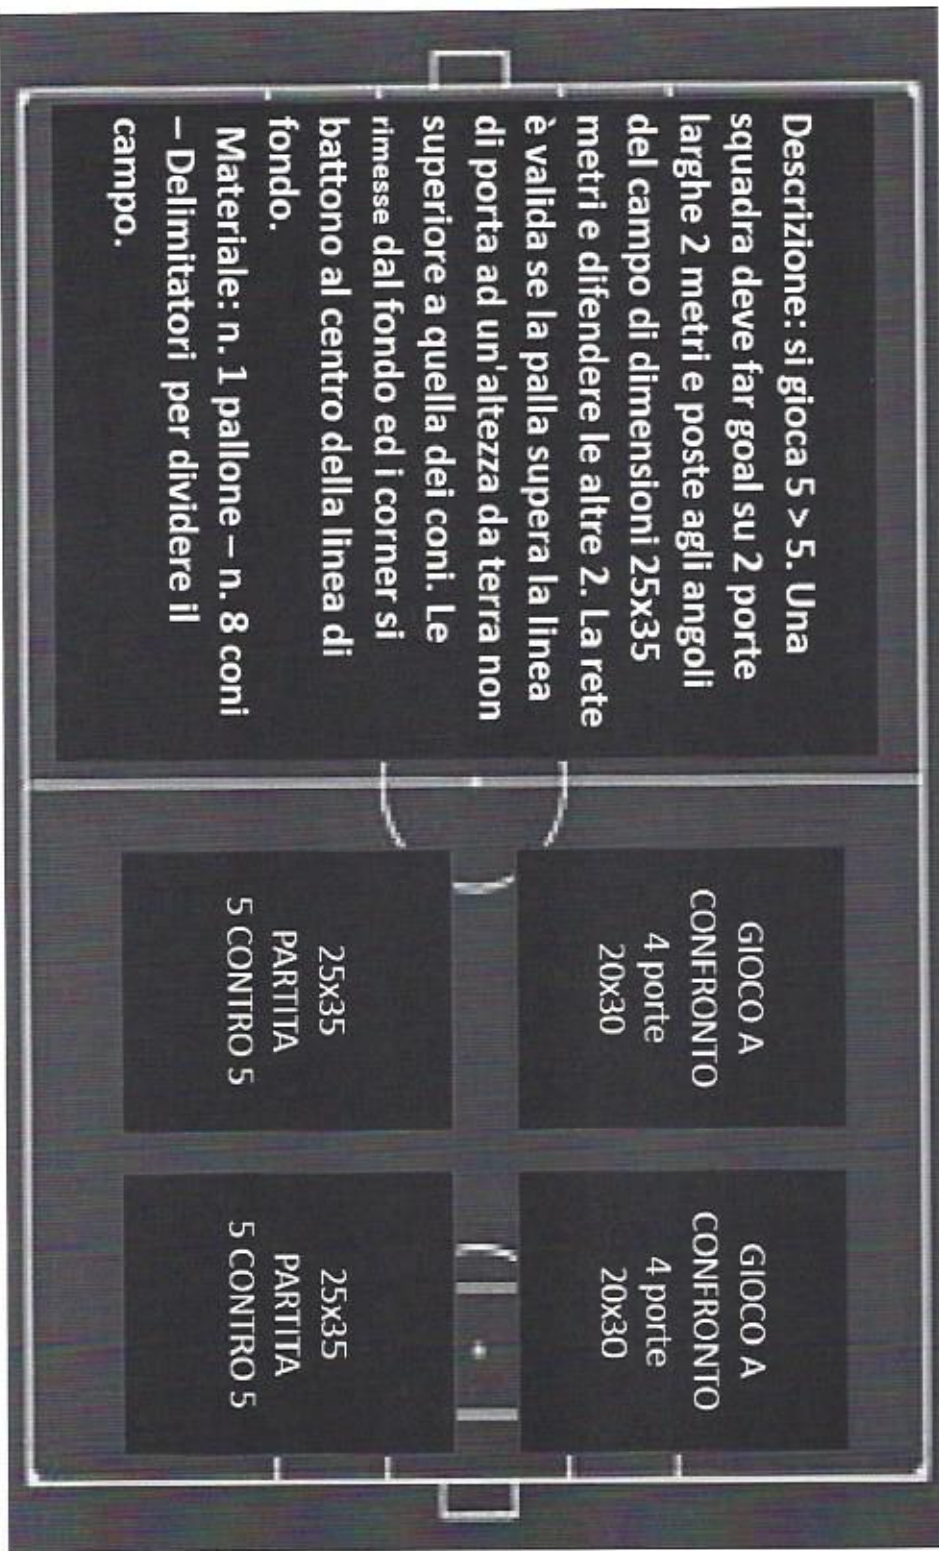 Descrizione: si gioca 5 > 5. Una
squadra deve far goal su 2 porte
larghe 2 metri e poste agli angoli
del campo di dimensioni 25x35
metri e difendere le altre 2. La rete
è valida se la palla supera la linea
di porta ad un'altezza da terra non
superiore a quella dei coni. Le
rimesse dal fondo ed i corner si
battono al centro della linea di
fondo.
Materiale: n. 1 pallone – n. 8 coni
– Delimitatori per dividere il
campo.
GIOCO A
CONFRONTO
4 porte
20x30
GIOCO A
CONFRONTO
4 porte
20x30
25x35
PARTITA
5 CONTRO 5
25x35
PARTITA
5 CONTRO 5